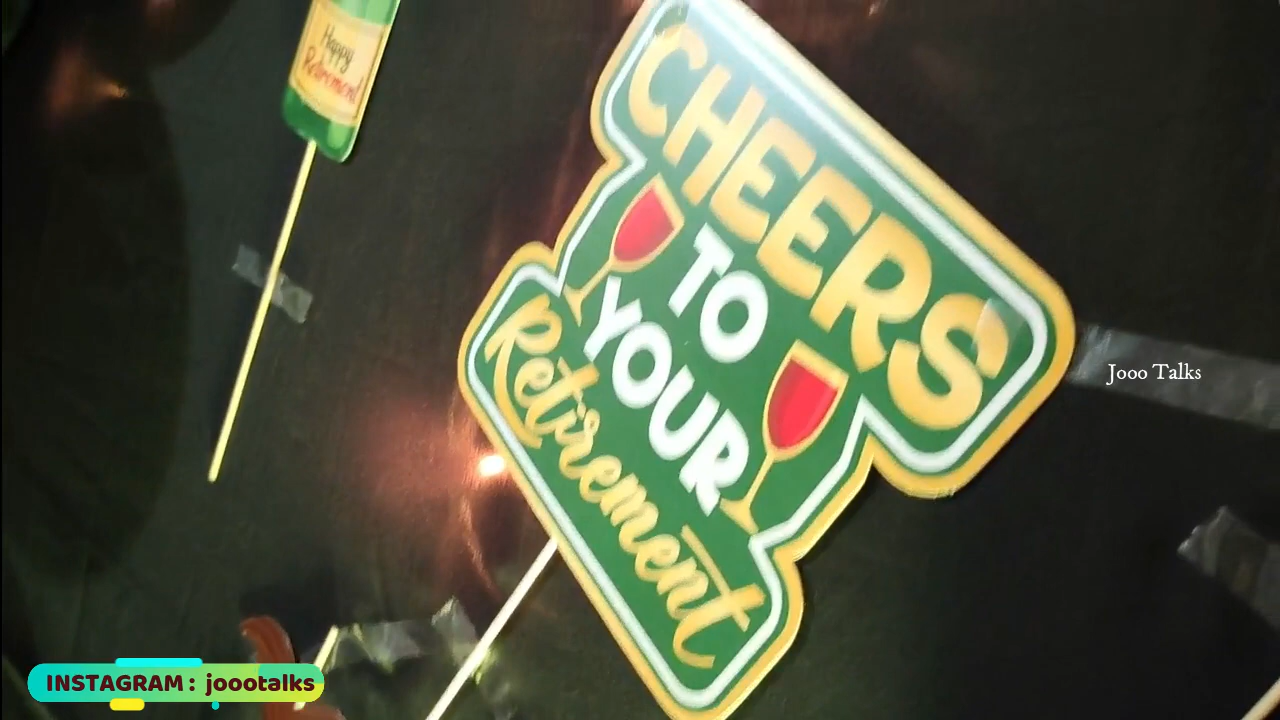 Happy
Retirement
CHEERS
TO
YOUR
Retirement
Jooo Talks
INSTAGRAM : joootalks